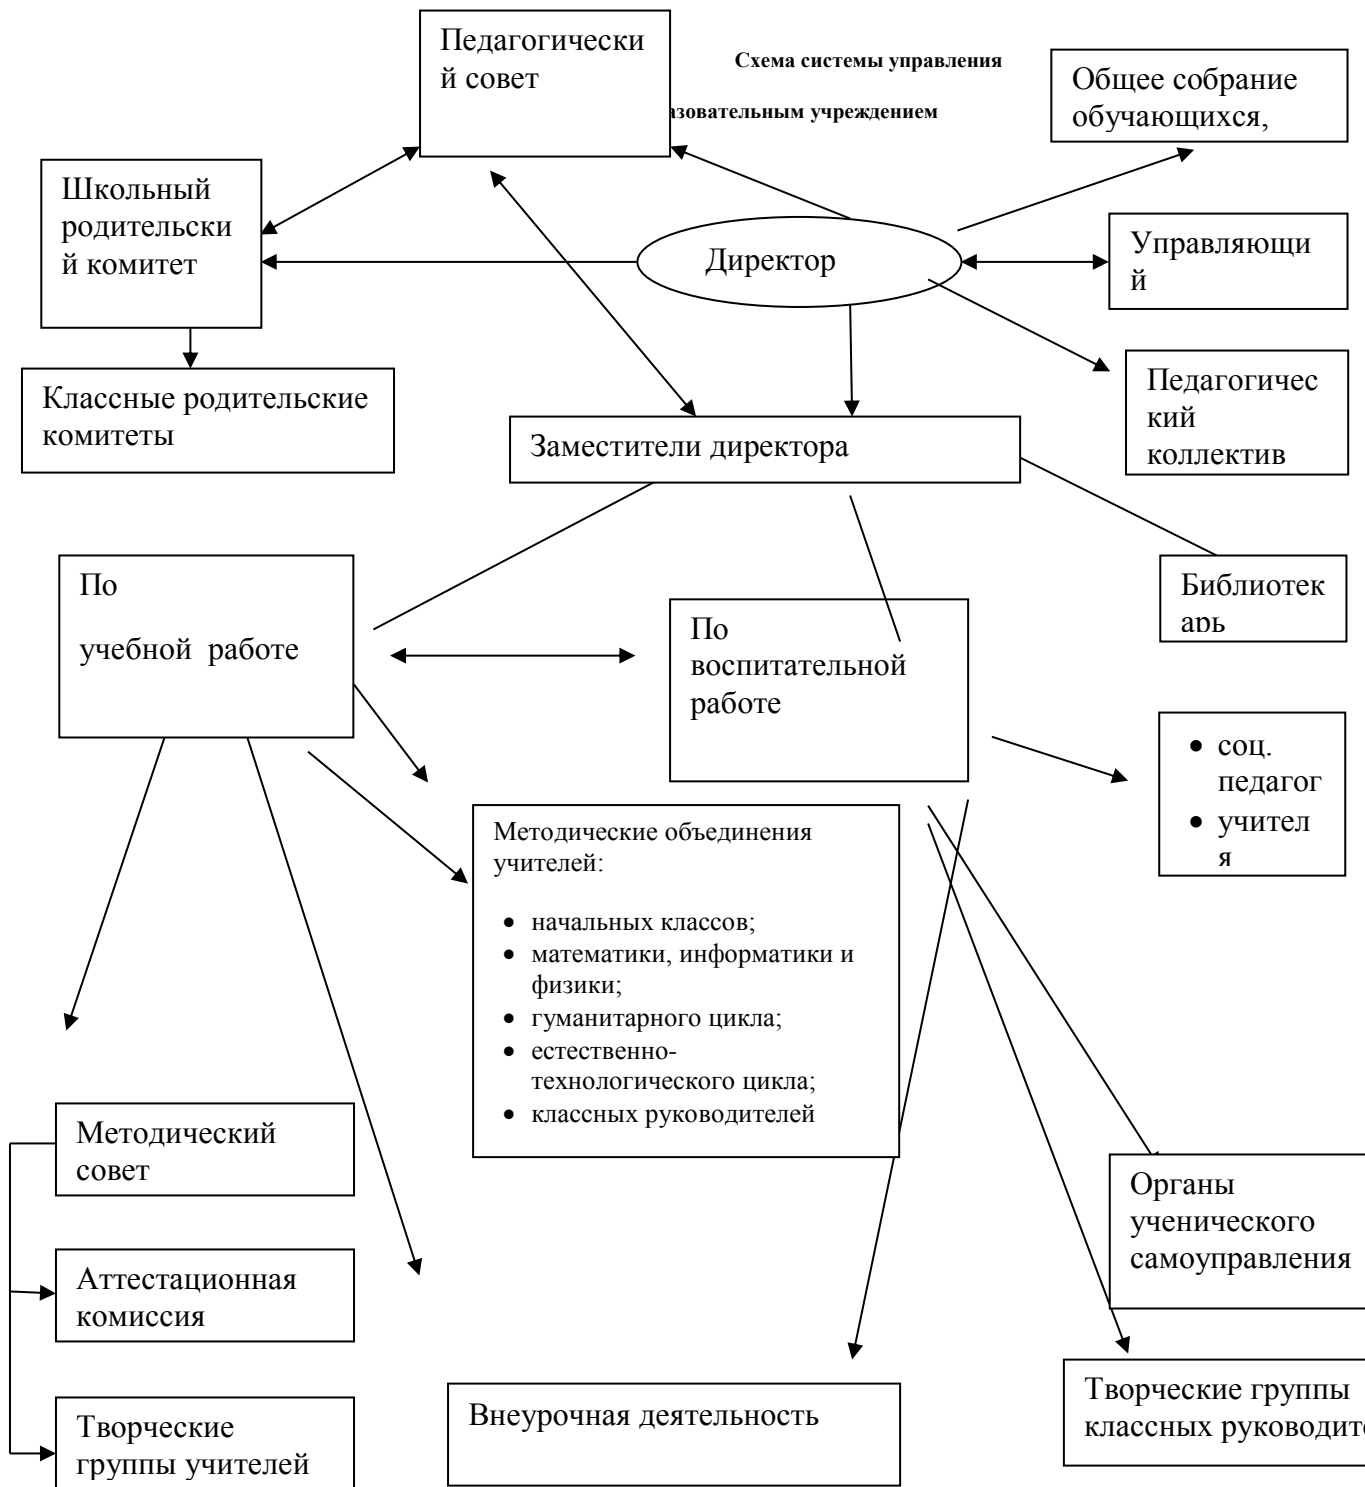 Педагогически
й совет
Схема системы управления
азовательным учреждением
Общее собрание
обучающихся,
Школьный
родительски
й комитет
Директор
Управляющи
й
Классные родительские
комитеты
Педагогичес
кий
коллектив
Заместители директора
По
учебной работе
По
воспитательной
работе
Библиотек
арь
• соц.
педагог
• учител
я
Методические объединения
учителей:
• начальных классов;
• математики, информатики и
физики;
• гуманитарного цикла;
• естественно-
технологического цикла;
• классных руководителей
Методический
совет
Органы
ученического
самоуправления
Аттестационная
комиссия
Внеурочная деятельность
Творческие группы
классных руководит
Творческие
группы учителей